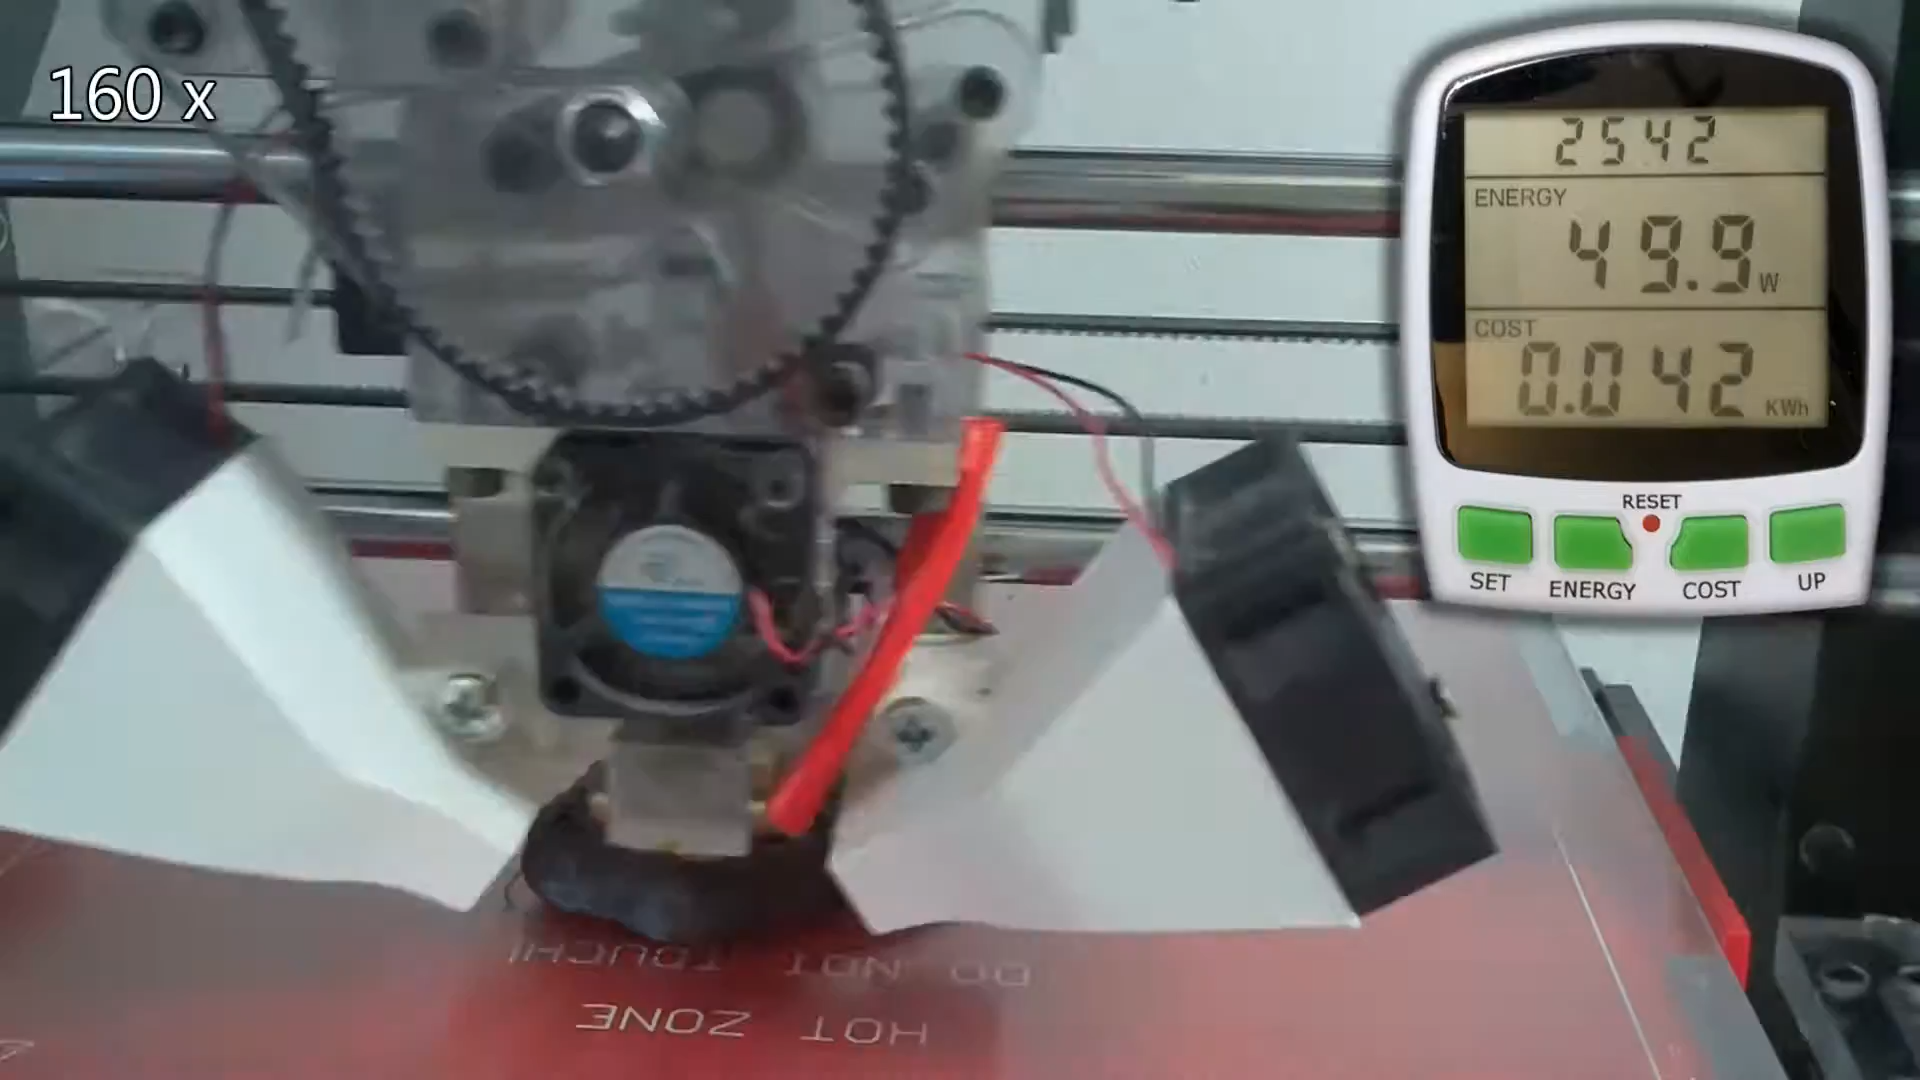 160 x
2542
ENERGY
49.9 W
COST
0.042 KWh
RESET
SET ENERGY COST UP
DO NOT TOUCH!
HOT ZONE